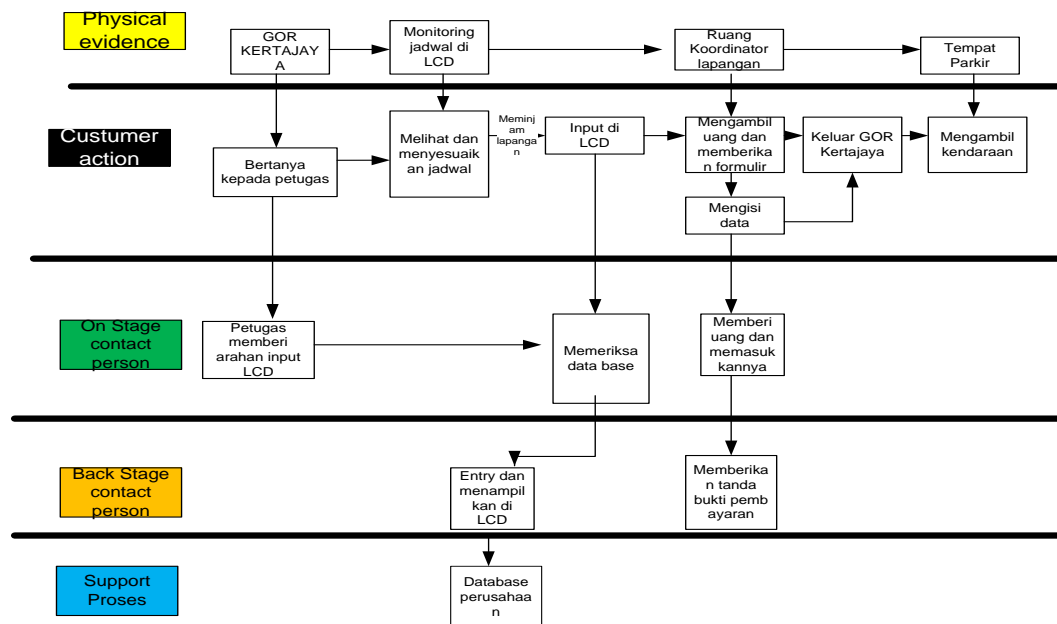 Physical
evidence
GOR
KERTAJAY
A
Monitoring
jadwal di
LCD
Ruang
Koordinator
lapangan
Tempat
Parkir
Custumer
action
Bertanya
kepada petugas
Melihat dan
menyesuaik
an jadwal
Meminj
am
lapanga
n
Input di
LCD
Mengambil
uang dan
memberika
n formulir
Keluar GOR
Kertajaya
Mengambil
kendaraan
Mengisi
data
On Stage
contact
person
Petugas
memberi
arahan input
LCD
Memeriksa
data base
Memberi
uang dan
memasuk
kannya
Back Stage
contact
person
Entry dan
menampil
kan di
LCD
Memberika
n tanda
bukti pemb
ayaran
Support
Proses
Database
perusahaa
n